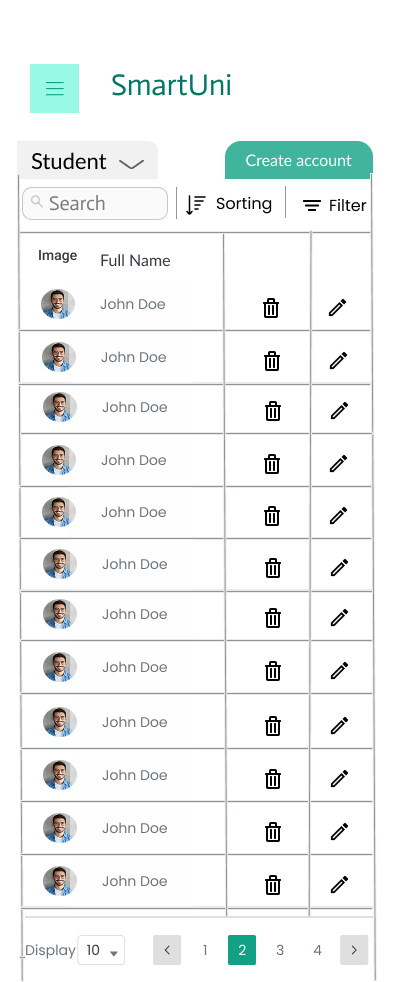 SmartUni
Student
Create account
Search
Sorting
Filter
Image
Full Name
John Doe
John Doe
John Doe
John Doe
John Doe
John Doe
John Doe
John Doe
John Doe
John Doe
John Doe
John Doe
Display 10 < 1 2 3 4 >